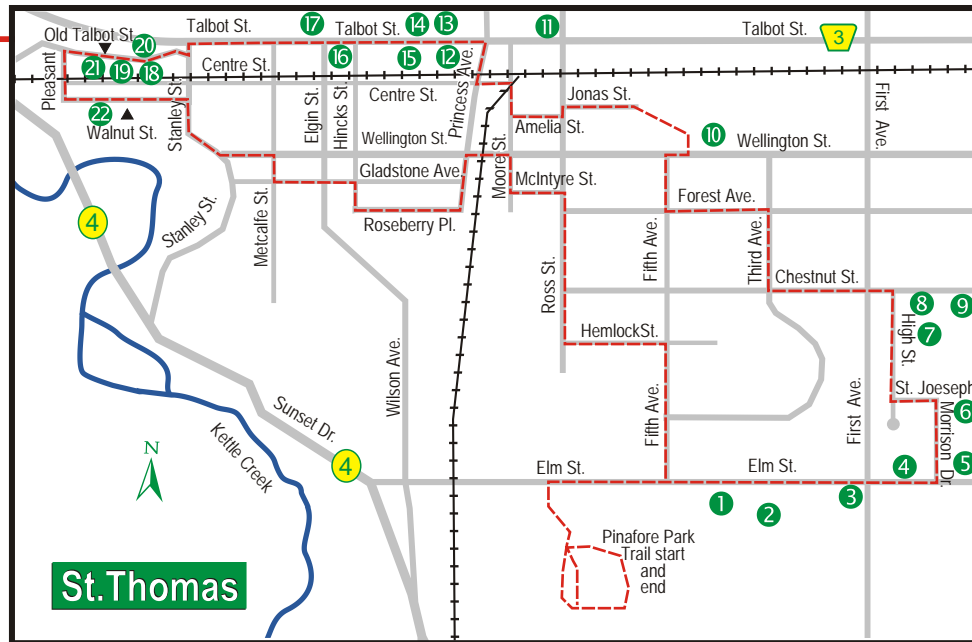 17
14
13
11
Talbot St.
Talbot St.
Talbot St.
3
Old Talbot St.
20
21
19
18
Centre St.
16
15
12
Princess Ave.
Pleasant
Centre St.
Jonas St.
First Ave.
22
Walnut St.
Stanley St.
Elgin St.
Hincks St.
Wellington St.
Amelia St.
10
Wellington St.
Moore St.
Gladstone Ave.
McIntyre St.
Forest Ave.
Roseberry Pl.
4
Stanley St.
Metcalfe St.
Ross St.
Fifth Ave.
Third Ave.
Chestnut St.
8
9
7
High St.
HemlockSt.
Wilson Ave.
St. Joeseph
Morrison Dr.
6
Fifth Ave.
First Ave.
Sunset Dr.
Kettle Creek
4
N
Elm St.
Elm St.
4
5
1
2
3
Pinafore Park
Trail start
and
end
St.Thomas